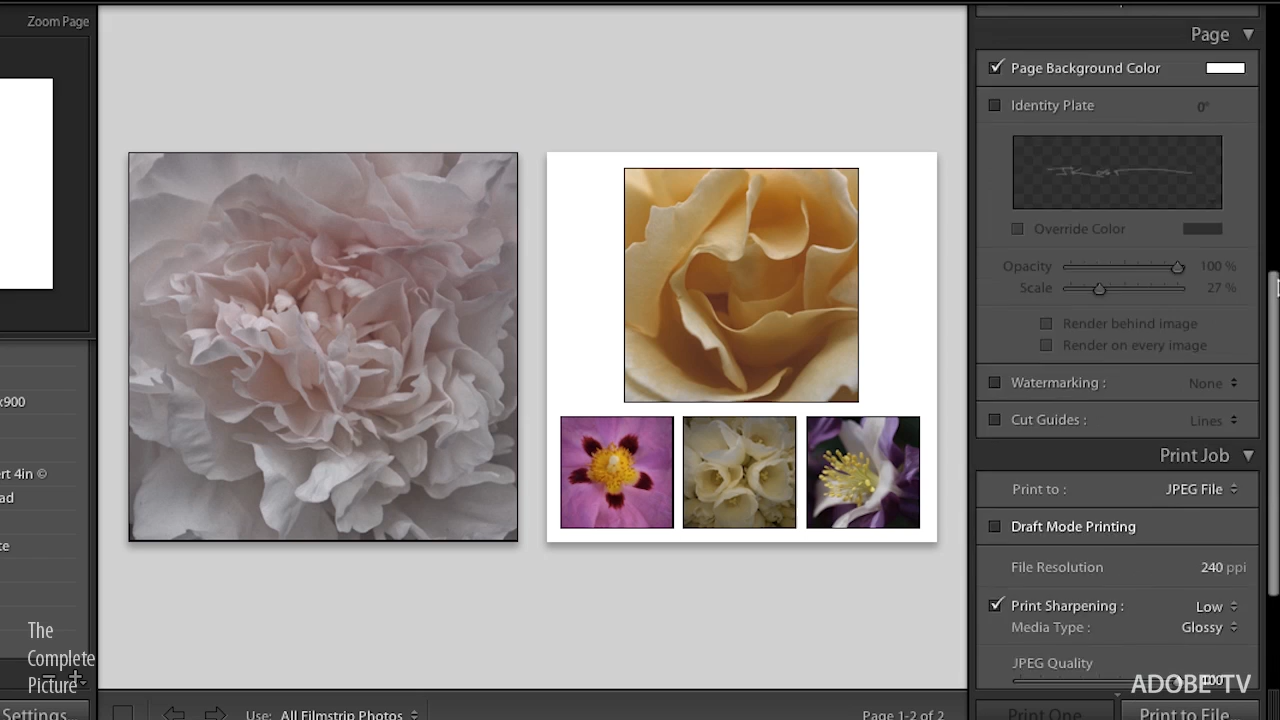 Zoom Page
x900
ert 4in ©
ad
te
The
Complete
Picture
Settings...
Use: All Filmstrip Photos
Page 1-2 of 2
Page
Page Background Color
Identity Plate 0°
Override Color
Opacity 100 %
Scale 27 %
Render behind image
Render on every image
Watermarking : None
Cut Guides : Lines
Print Job
Print to : JPEG File
Draft Mode Printing
File Resolution 240 ppi
Print Sharpening : Low
Media Type : Glossy
JPEG Quality
100
ADOBE TV
Print One Print to File